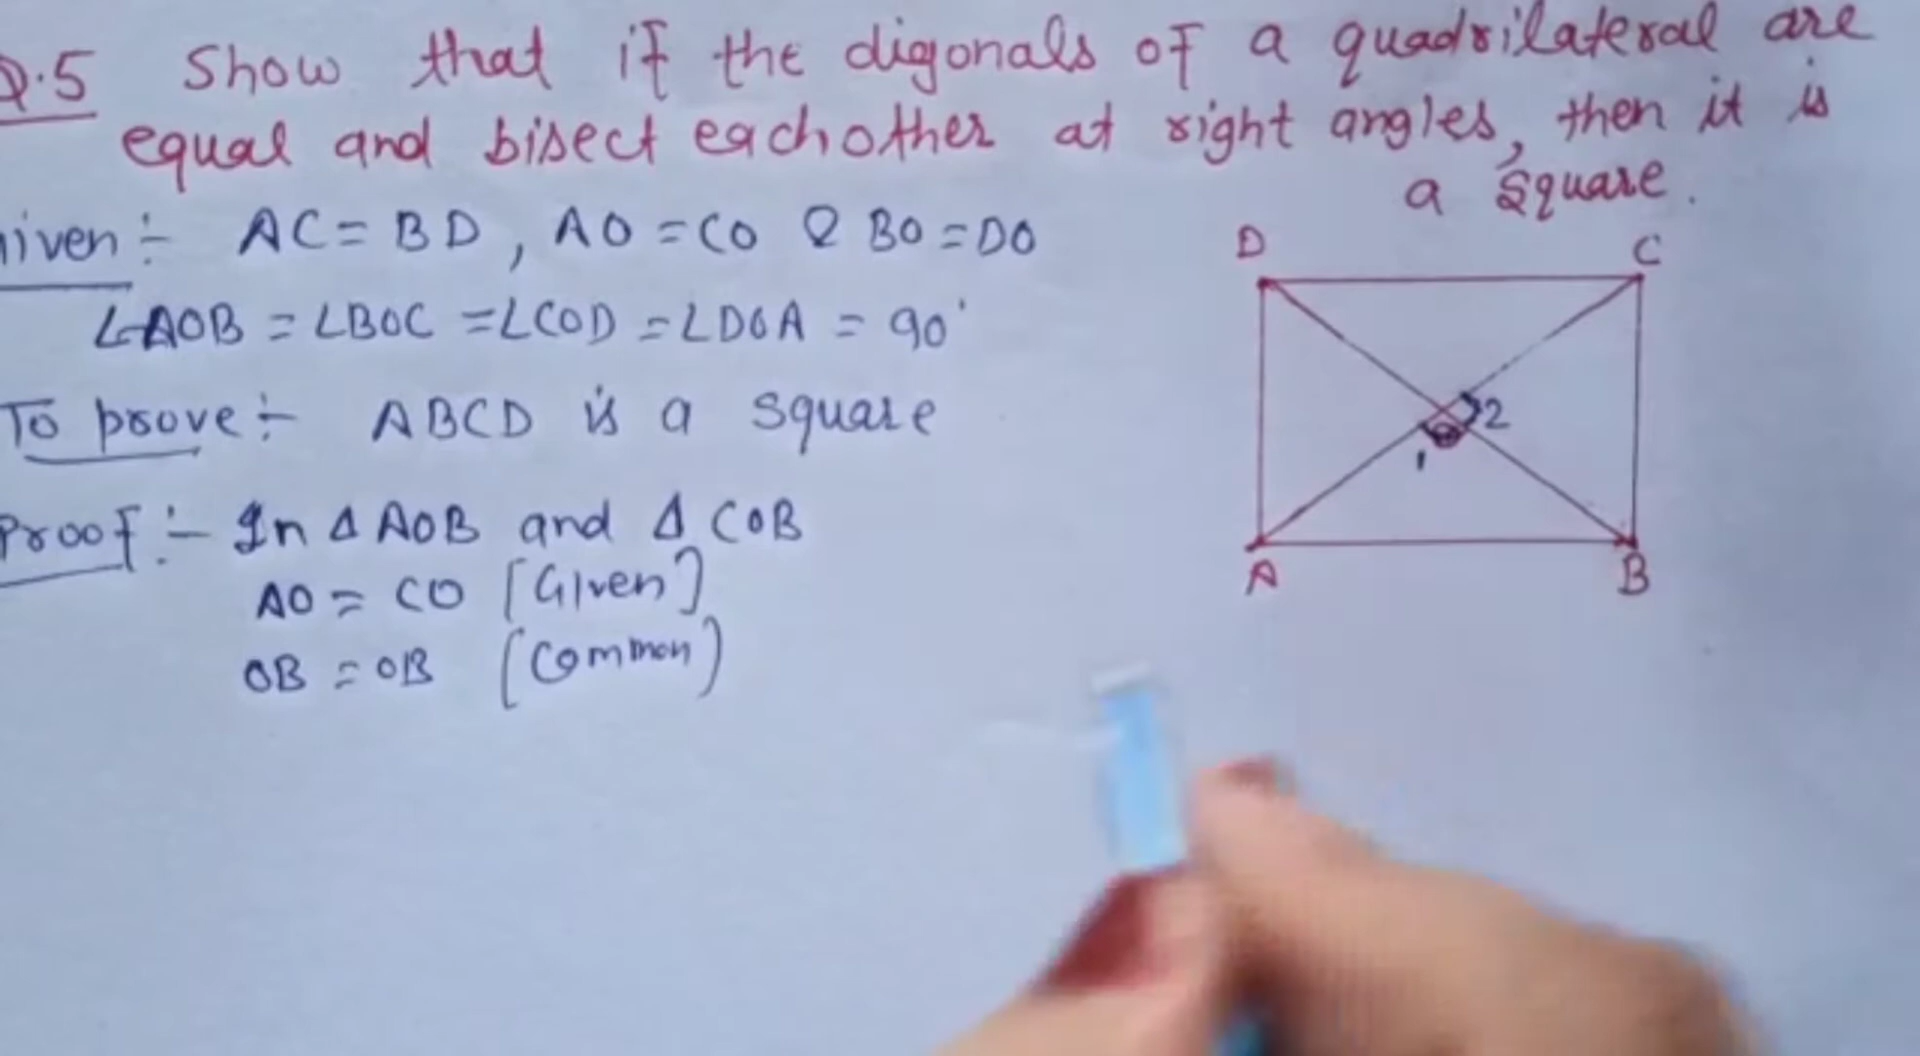 Q.5 Show that if the digonals of a quadrilateral are
equal and bisect eachother at right angles, then it is
a square.
Given :- AC = BD, AO = CO & BO = DO
∠AOB = ∠BOC = ∠COD = ∠DOA = 90°
To prove :- ABCD is a square
Proof :- In Δ AOB and Δ COB
AO = CO [Given]
OB = OB (Common)
D C
2
1
A B